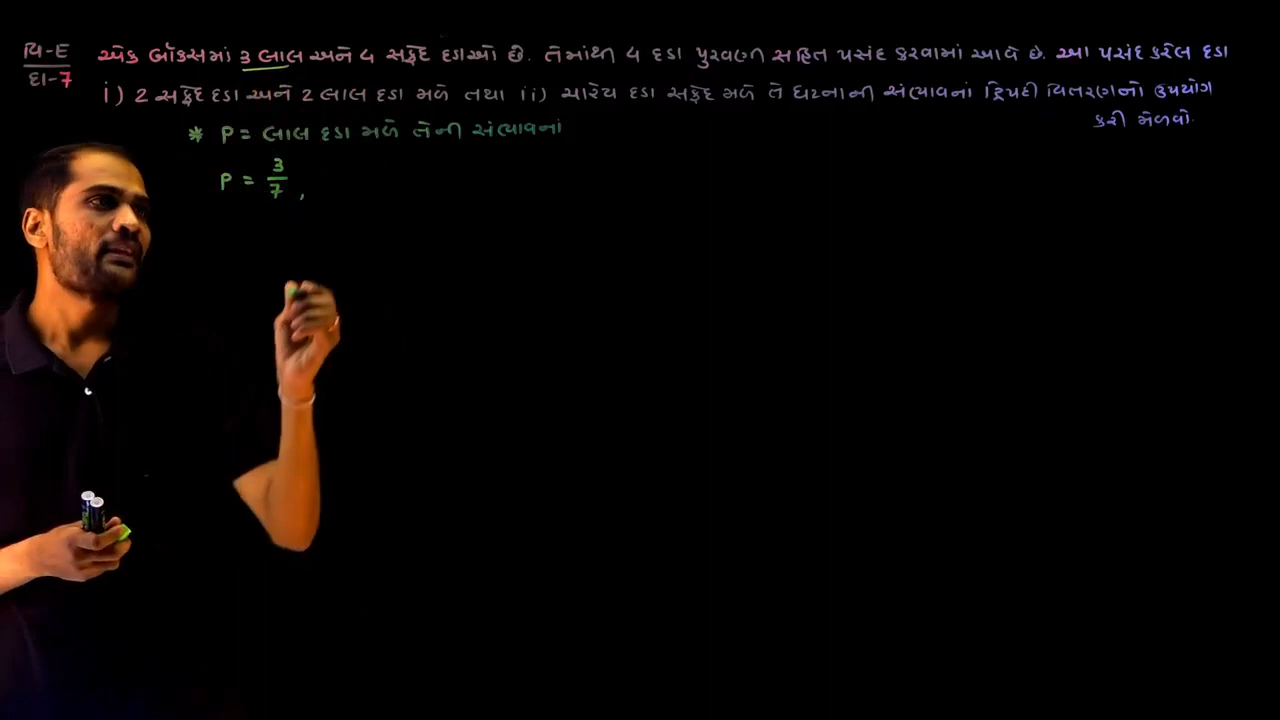 વિ-E એક બૉક્સમાં 3 લાલ અને 4 સફેદ દડાઓ છે. તેમાંથી 4 દડા પુરવણી સહિત પસંદ કરવામાં આવે છે. આ પસંદ કરેલ દડા
દા-7 i) 2 સફેદ દડા અને 2 લાલ દડા મળે તથા ii) ચારેય દડા સફેદ મળે તે ઘટનાની સંભાવનાં દ્વિપદી વિતરણનો ઉપયોગ
કરી મેળવો.
* P = લાલ દડા મળે તેની સંભાવનાં
P = 3/7 ,